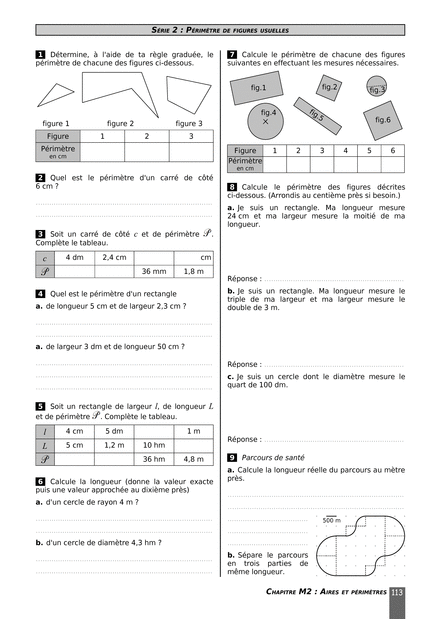 SÉRIE 2 : PÉRIMÈTRE DE FIGURES USUELLES
1 Détermine, à l'aide de ta règle graduée, le
périmètre de chacune des figures ci-dessous.
figure 1 figure 2 figure 3
Figure 1 2 3
Périmètre
en cm
2 Quel est le périmètre d'un carré de côté
6 cm ?
3 Soit un carré de côté c et de périmètre 𝒫.
Complète le tableau.
c 4 dm 2,4 cm cm
𝒫 36 mm 1,8 m
4 Quel est le périmètre d'un rectangle
a. de longueur 5 cm et de largeur 2,3 cm ?
a. de largeur 3 dm et de longueur 50 cm ?
5 Soit un rectangle de largeur l, de longueur L
et de périmètre 𝒫. Complète le tableau.
l 4 cm 5 dm 1 m
L 5 cm 1,2 m 10 hm
𝒫 36 hm 4,8 m
6 Calcule la longueur (donne la valeur exacte
puis une valeur approchée au dixième près)
a. d'un cercle de rayon 4 m ?
b. d'un cercle de diamètre 4,3 hm ?
7 Calcule le périmètre de chacune des figures
suivantes en effectuant les mesures nécessaires.
fig.1 fig.2 fig.3
fig.4 fig.5 fig.6
Figure 1 2 3 4 5 6
Périmètre
en cm
8 Calcule le périmètre des figures décrites
ci-dessous. (Arrondis au centième près si besoin.)
a. Je suis un rectangle. Ma longueur mesure
24 cm et ma largeur mesure la moitié de ma
longueur.
Réponse :
b. Je suis un rectangle. Ma longueur mesure le
triple de ma largeur et ma largeur mesure le
double de 3 m.
Réponse :
c. Je suis un cercle dont le diamètre mesure le
quart de 100 dm.
Réponse :
9 Parcours de santé
a. Calcule la longueur réelle du parcours au mètre
près.
500 m
b. Sépare le parcours
en trois parties de
même longueur.
CHAPITRE M2 : AIRES ET PÉRIMÈTRES 113